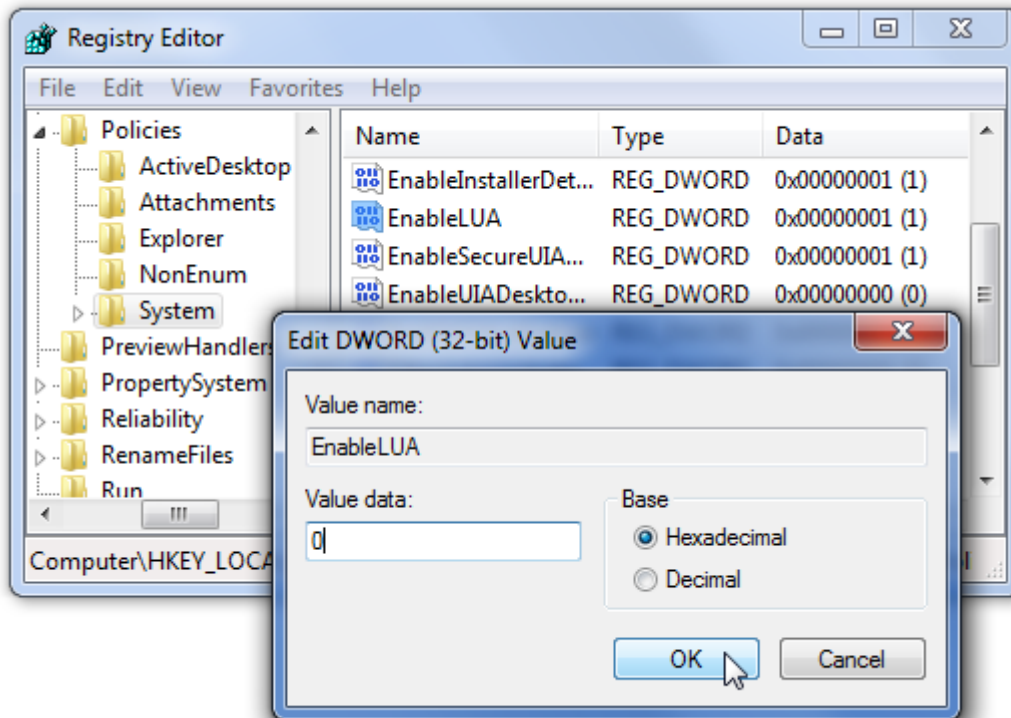 Registry Editor
File Edit View Favorites Help
Policies
ActiveDesktop
Attachments
Explorer
NonEnum
System
PreviewHandlers
PropertySystem
Reliability
RenameFiles
Run
Name Type Data
EnableInstallerDet... REG_DWORD 0x00000001 (1)
EnableLUA REG_DWORD 0x00000001 (1)
EnableSecureUIA... REG_DWORD 0x00000001 (1)
EnableUIADeskto... REG_DWORD 0x00000000 (0)
Computer\HKEY_LOCA
Edit DWORD (32-bit) Value
Value name:
EnableLUA
Value data:
0
Base
Hexadecimal
Decimal
OK Cancel